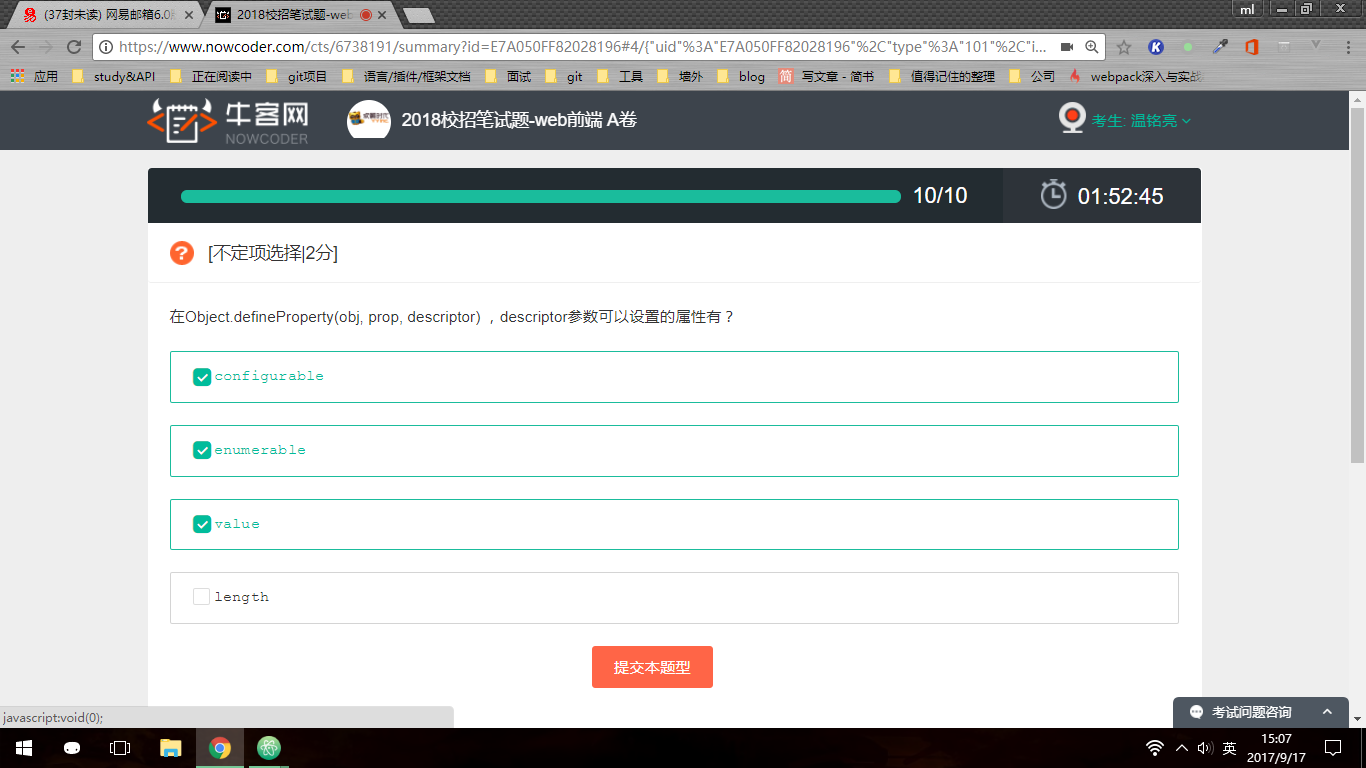 (37封未读) 网易邮箱6.0版
2018校招笔试题-web
ml
https://www.nowcoder.com/cts/6738191/summary?id=E7A050FF82028196#4/{"uid"%3A"E7A050FF82028196"%2C"type"%3A"101"%2C"i...
应用 study&API 正在阅读中 git项目 语言/插件/框架文档 面试 git 工具 墙外 blog 简 写文章 - 简书 值得记住的整理 公司 webpack深入与实战
牛客网
NOWCODER
2018校招笔试题-web前端 A卷
考生: 温铭亮
10/10
01:52:45
? [不定项选择|2分]
在Object.defineProperty(obj, prop, descriptor) ，descriptor参数可以设置的属性有？
configurable
enumerable
value
length
提交本题型
考试问题咨询
javascript:void(0);
英
15:07
2017/9/17